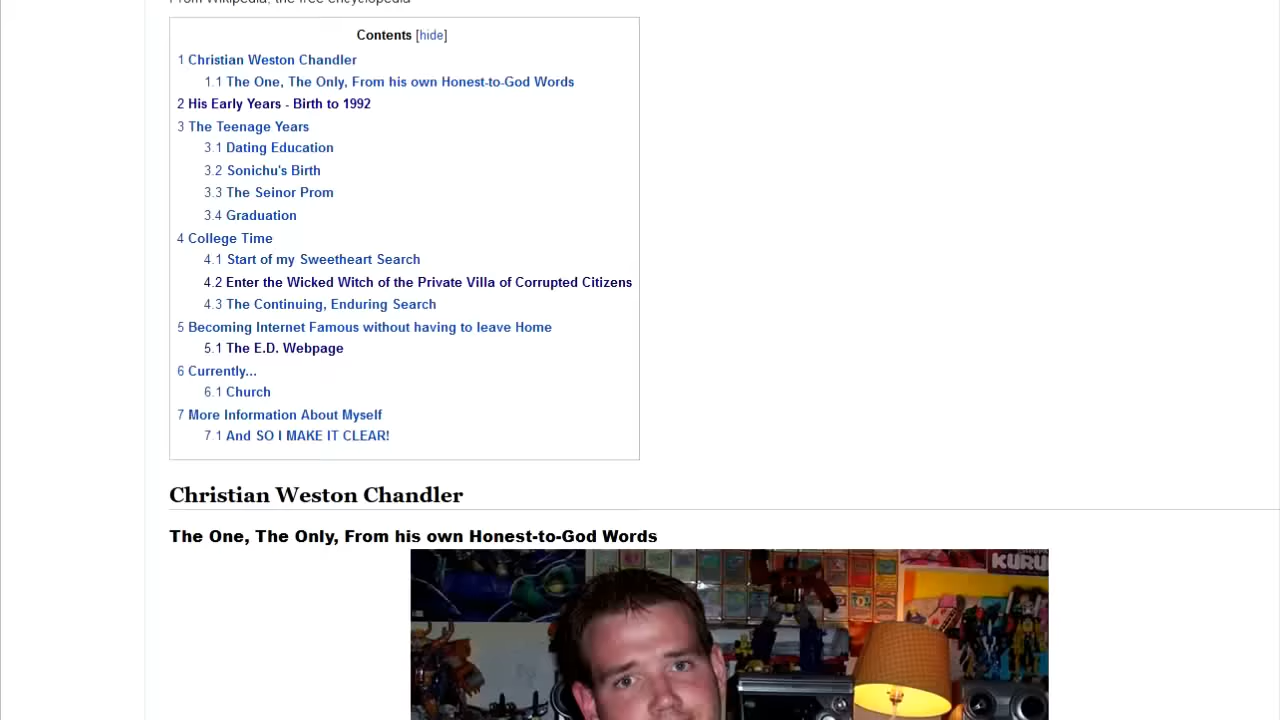 From Wikipedia, the free encyclopedia
Contents [hide]
1 Christian Weston Chandler
1.1 The One, The Only, From his own Honest-to-God Words
2 His Early Years - Birth to 1992
3 The Teenage Years
3.1 Dating Education
3.2 Sonichu's Birth
3.3 The Seinor Prom
3.4 Graduation
4 College Time
4.1 Start of my Sweetheart Search
4.2 Enter the Wicked Witch of the Private Villa of Corrupted Citizens
4.3 The Continuing, Enduring Search
5 Becoming Internet Famous without having to leave Home
5.1 The E.D. Webpage
6 Currently...
6.1 Church
7 More Information About Myself
7.1 And SO I MAKE IT CLEAR!
Christian Weston Chandler
The One, The Only, From his own Honest-to-God Words
KURU